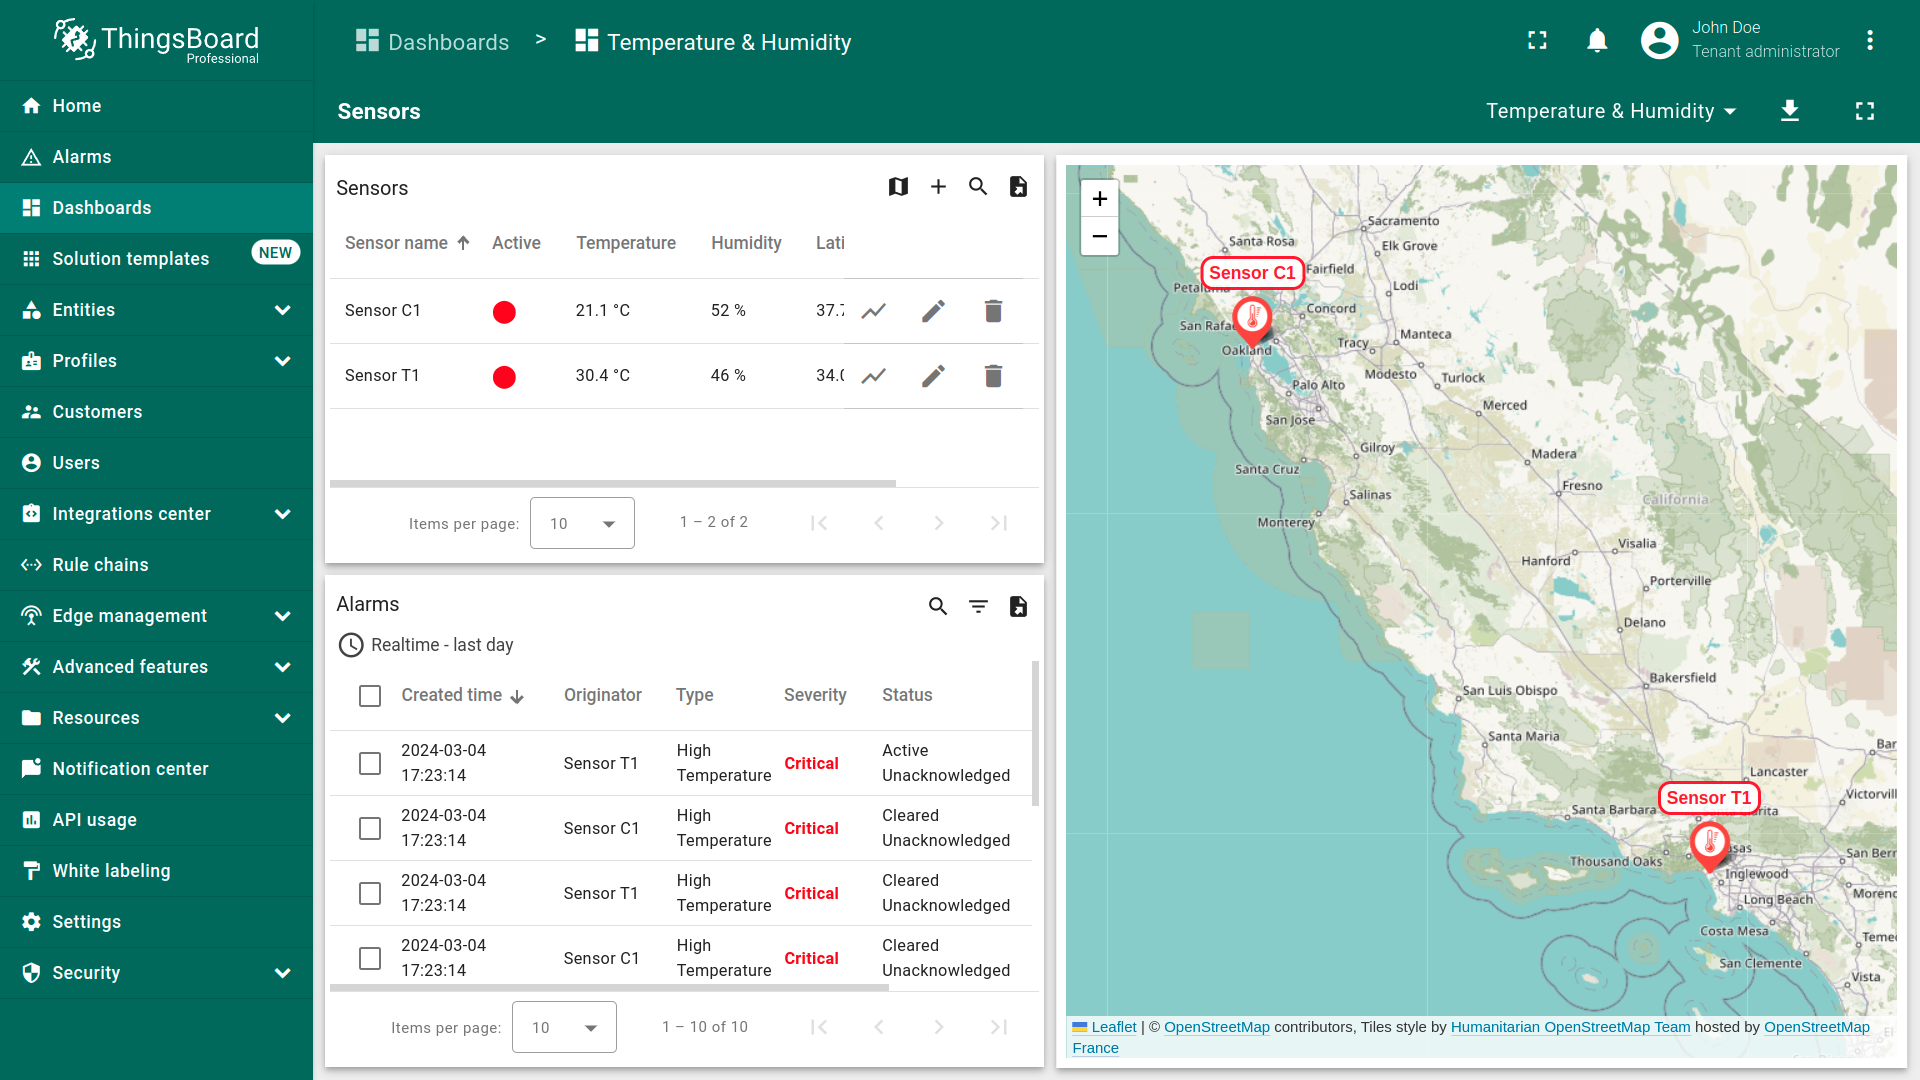 ThingsBoard
Professional
Home
Alarms
Dashboards
Solution templates NEW
Entities
Profiles
Customers
Users
Integrations center
Rule chains
Edge management
Advanced features
Resources
Notification center
API usage
White labeling
Settings
Security
Dashboards > Temperature & Humidity
John Doe
Tenant administrator
Sensors
Temperature & Humidity
Sensors
Sensor name Active Temperature Humidity Lati
Sensor C1 21.1 °C 52 % 37.7
Sensor T1 30.4 °C 46 % 34.0
Items per page: 10 1 – 2 of 2
Alarms
Realtime - last day
Created time Originator Type Severity Status
2024-03-04
17:23:14
Sensor T1
High
Temperature
Critical
Active
Unacknowledged
2024-03-04
17:23:14
Sensor C1
High
Temperature
Critical
Cleared
Unacknowledged
2024-03-04
17:23:14
Sensor T1
High
Temperature
Critical
Cleared
Unacknowledged
2024-03-04
17:23:14
Sensor C1
High
Temperature
Critical
Cleared
Unacknowledged
Items per page: 10 1 – 10 of 10
+
−
Sacramento
Santa Rosa
Elk Grove
Sensor C1
Fairfield
Petalu
Lodi
Concord
San Rafae
Manteca
Oakland
Tracy
Modesto
Turlock
Palo Alto
Merced
San Jose
Gilroy
Madera
Santa Cruz
Fresno
Salinas
California
Monterey
Visalia
Hanford
Porterville
Delano
Bakersfield
San Luis Obispo
Santa Maria
Bar
Lancaster
Victorvill
Sensor T1
Santa Barbara
arita
asas
San Bern
Thousand Oaks
Inglewood
Moreno
Long Beach
Costa Mesa
Teme
San Clemente
Vista
Leaflet | © OpenStreetMap contributors, Tiles style by Humanitarian OpenStreetMap Team hosted by OpenStreetMap
France